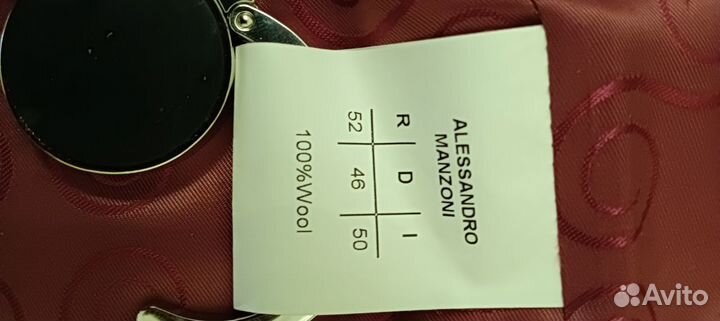 ALESSANDRO
MANZONI
R D I
52 46 50
100%Wool
Avito